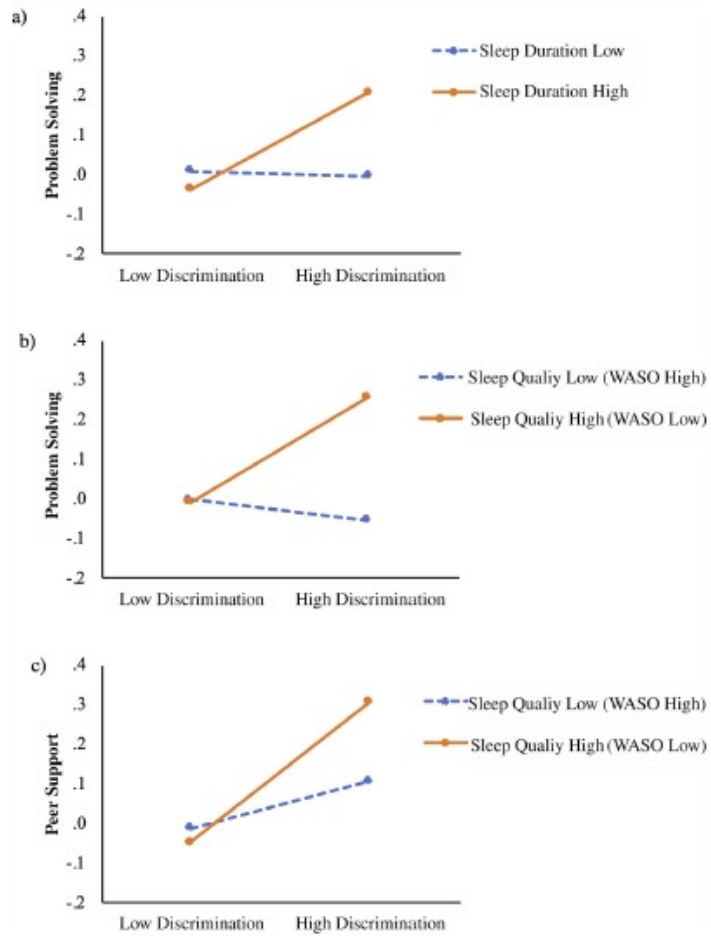 a)
.4
.3
.2
.1
.0
-.1
-.2
Problem Solving
Low Discrimination High Discrimination
Sleep Duration Low
Sleep Duration High
b)
.4
.3
.2
.1
.0
-.1
-.2
Problem Solving
Low Discrimination High Discrimination
Sleep Qualiy Low (WASO High)
Sleep Qualiy High (WASO Low)
c)
.4
.3
.2
.1
.0
-.1
-.2
Peer Support
Low Discrimination High Discrimination
Sleep Qualiy Low (WASO High)
Sleep Qualiy High (WASO Low)